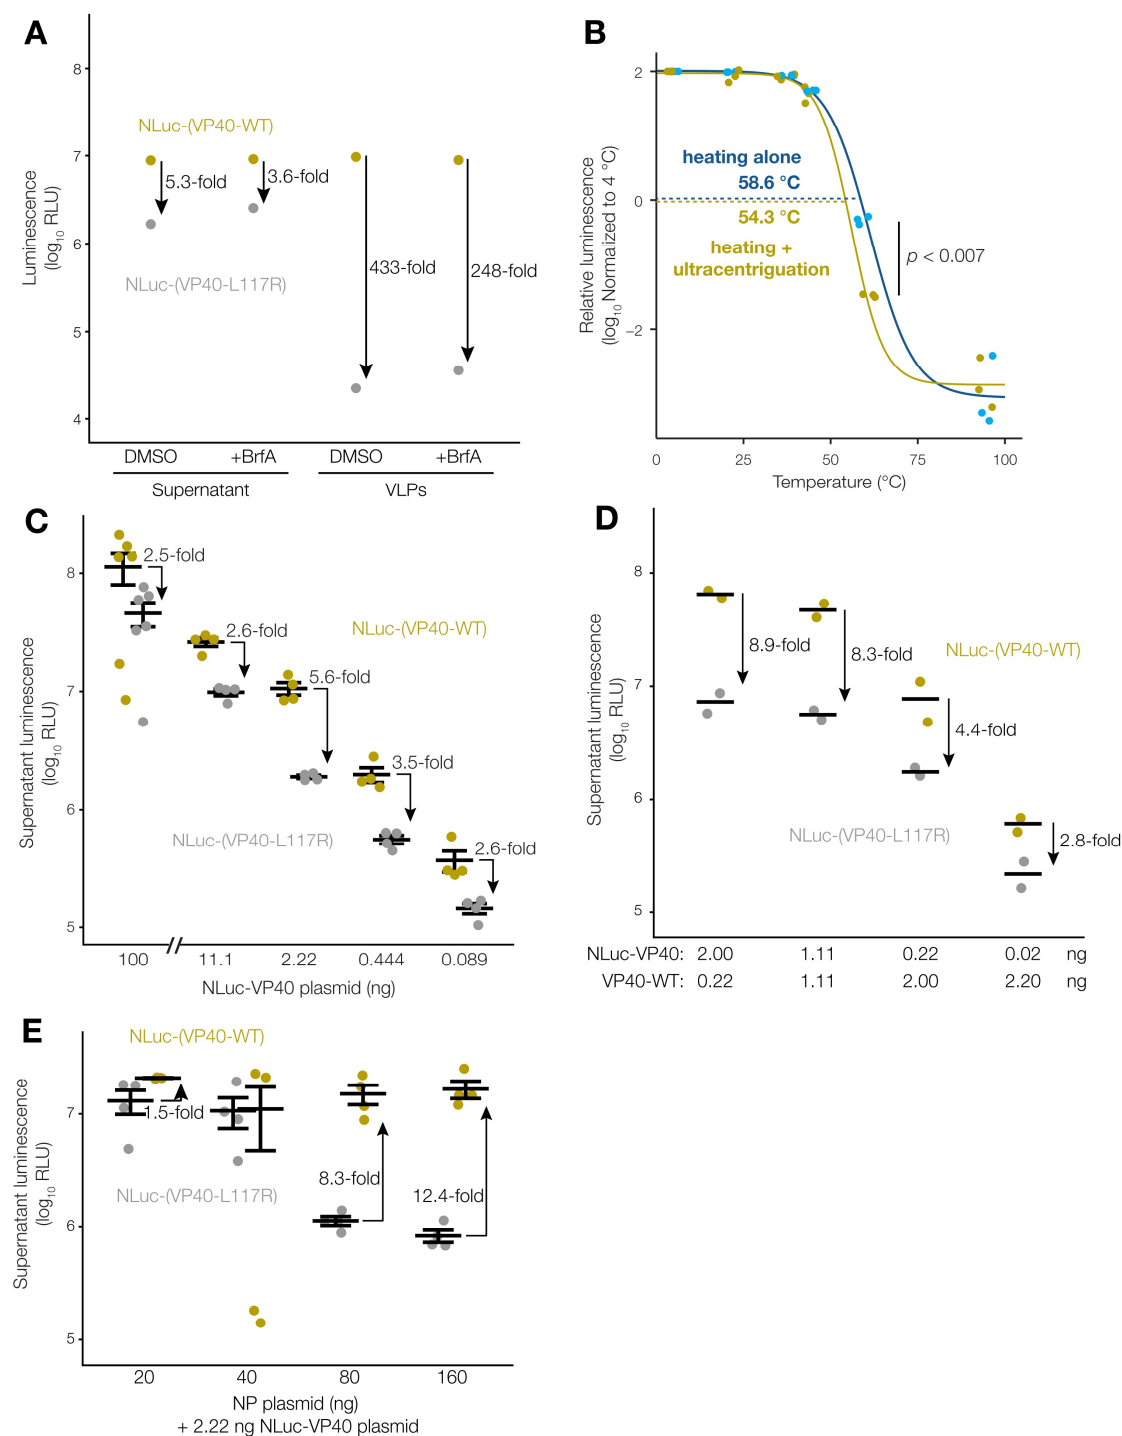 A
8
7
6
5
4
Luminescence
(log10 RLU)
NLuc-(VP40-WT)
5.3-fold
3.6-fold
NLuc-(VP40-L117R)
433-fold
248-fold
DMSO
+BrfA
DMSO
+BrfA
Supernatant
VLPs
B
2
0
−2
Relative luminescence
(log10 Normalized to 4 °C)
heating alone
58.6 °C
54.3 °C
heating +
ultracentriguation
p < 0.007
0
25
50
75
100
Temperature (°C)
C
8
7
6
5
Supernatant luminescence
(log10 RLU)
2.5-fold
2.6-fold
NLuc-(VP40-WT)
5.6-fold
3.5-fold
NLuc-(VP40-L117R)
2.6-fold
100
11.1
2.22
0.444
0.089
NLuc-VP40 plasmid (ng)
D
8
7
6
5
Supernatant luminescence
(log10 RLU)
8.9-fold
8.3-fold
NLuc-(VP40-WT)
4.4-fold
NLuc-(VP40-L117R)
2.8-fold
NLuc-VP40: 2.00 1.11 0.22 0.02 ng
VP40-WT: 0.22 1.11 2.00 2.20 ng
E
NLuc-(VP40-WT)
7
6
5
Supernatant luminescence
(log10 RLU)
1.5-fold
NLuc-(VP40-L117R)
8.3-fold
12.4-fold
20
40
80
160
NP plasmid (ng)
+ 2.22 ng NLuc-VP40 plasmid